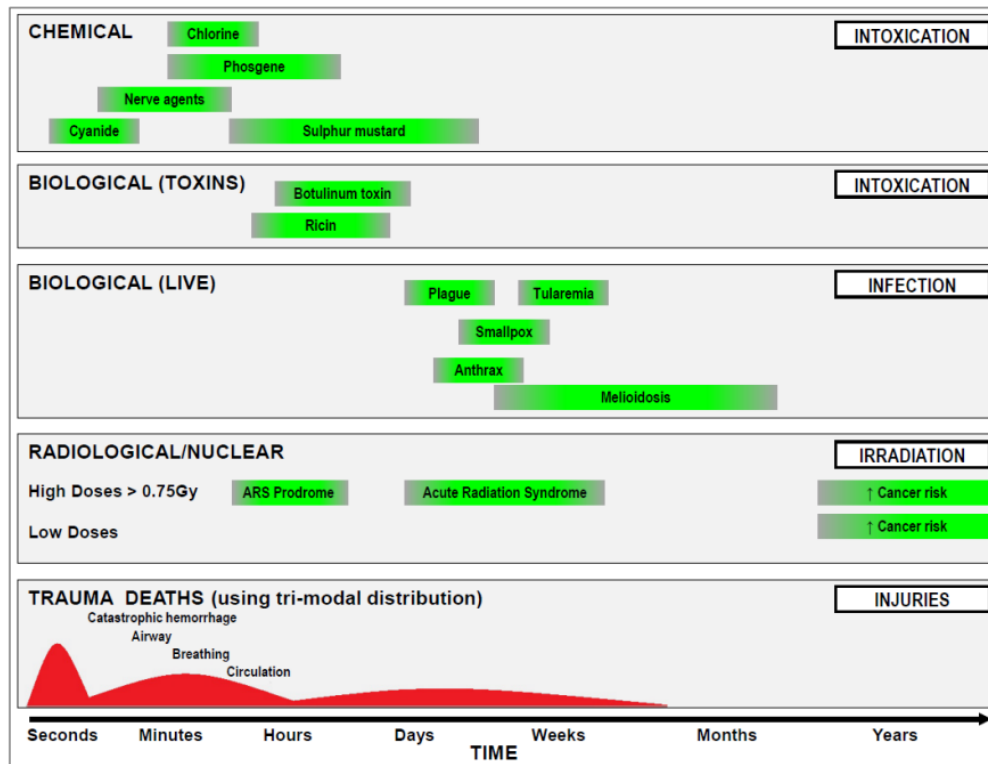 CHEMICAL
INTOXICATION
Chlorine
Phosgene
Nerve agents
Cyanide
Sulphur mustard
BIOLOGICAL (TOXINS)
INTOXICATION
Botulinum toxin
Ricin
BIOLOGICAL (LIVE)
INFECTION
Plague
Tularemia
Smallpox
Anthrax
Melioidosis
RADIOLOGICAL/NUCLEAR
IRRADIATION
High Doses > 0.75Gy
ARS Prodrome
Acute Radiation Syndrome
↑ Cancer risk
Low Doses
↑ Cancer risk
TRAUMA DEATHS (using tri-modal distribution)
INJURIES
Catastrophic hemorrhage
Airway
Breathing
Circulation
Seconds Minutes Hours Days Weeks Months Years
TIME